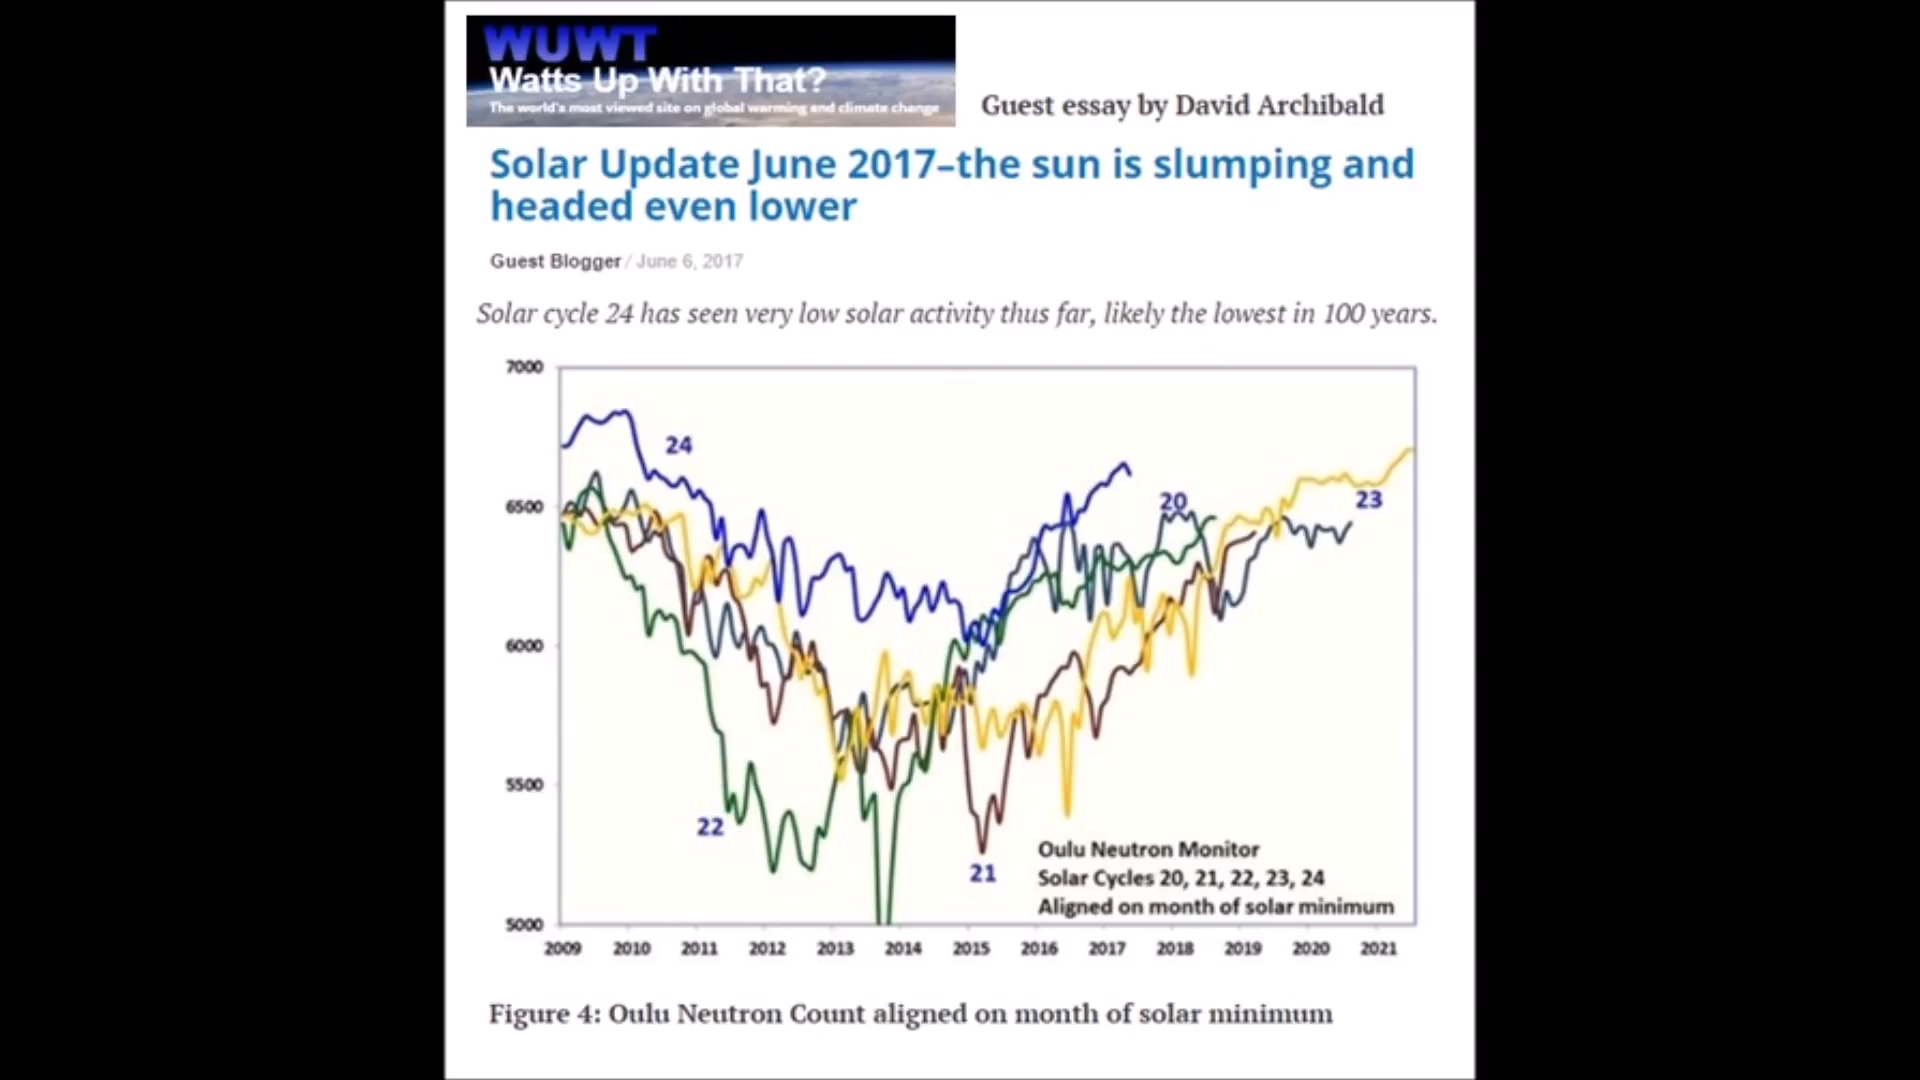 WUWT
Watts Up With That?
The world's most viewed site on global warming and climate change
Guest essay by David Archibald
Solar Update June 2017–the sun is slumping and
headed even lower
Guest Blogger / June 6, 2017
Solar cycle 24 has seen very low solar activity thus far, likely the lowest in 100 years.
7000
6500
6000
5500
5000
24
20
23
22
21
Oulu Neutron Monitor
Solar Cycles 20, 21, 22, 23, 24
Aligned on month of solar minimum
2009 2010 2011 2012 2013 2014 2015 2016 2017 2018 2019 2020 2021
Figure 4: Oulu Neutron Count aligned on month of solar minimum